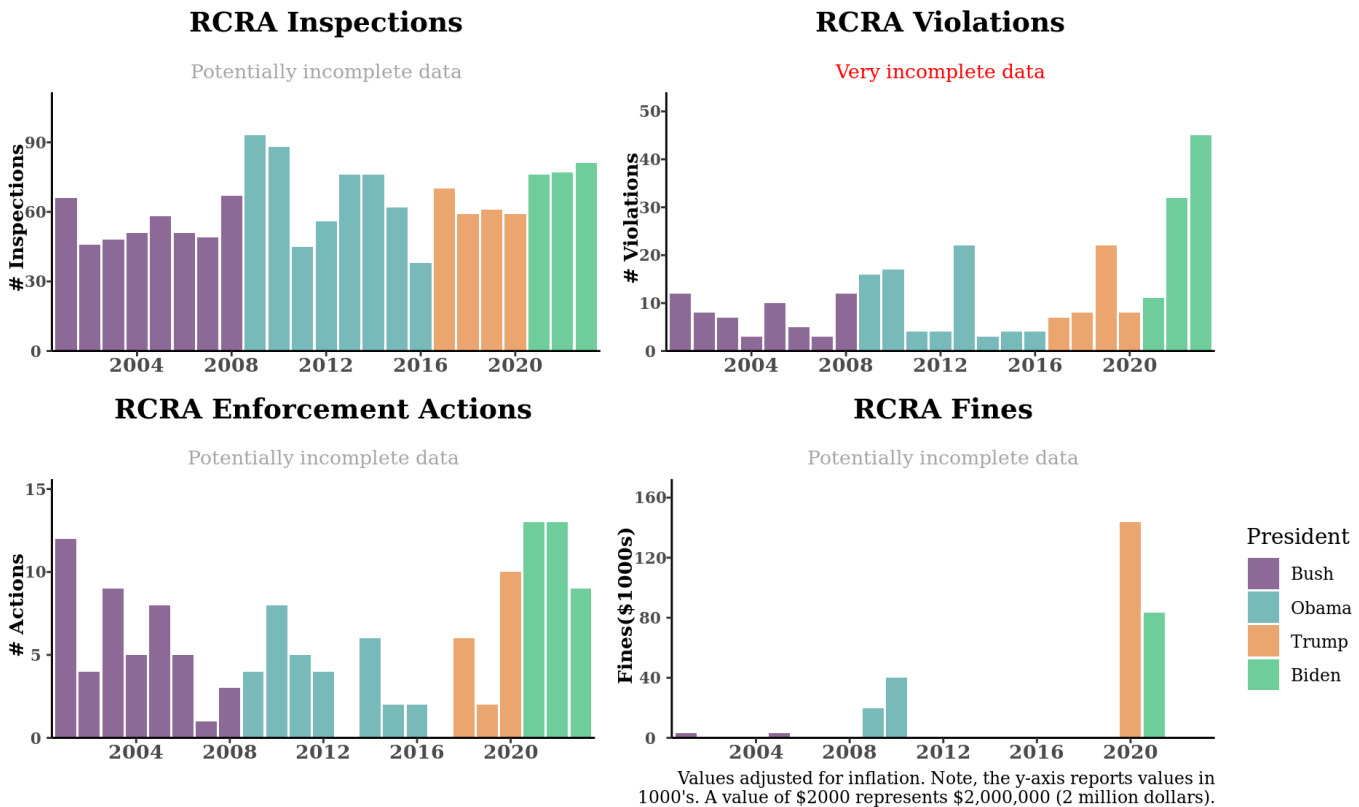 RCRA Inspections
Potentially incomplete data
# Inspections
90
60
30
0
2004 2008 2012 2016 2020
RCRA Violations
Very incomplete data
# Violations
50
40
30
20
10
0
2004 2008 2012 2016 2020
RCRA Enforcement Actions
Potentially incomplete data
# Actions
15
10
5
0
2004 2008 2012 2016 2020
RCRA Fines
Potentially incomplete data
Fines($1000s)
160
120
80
40
0
2004 2008 2012 2016 2020
President
Bush
Obama
Trump
Biden
Values adjusted for inflation. Note, the y-axis reports values in
1000's. A value of $2000 represents $2,000,000 (2 million dollars).